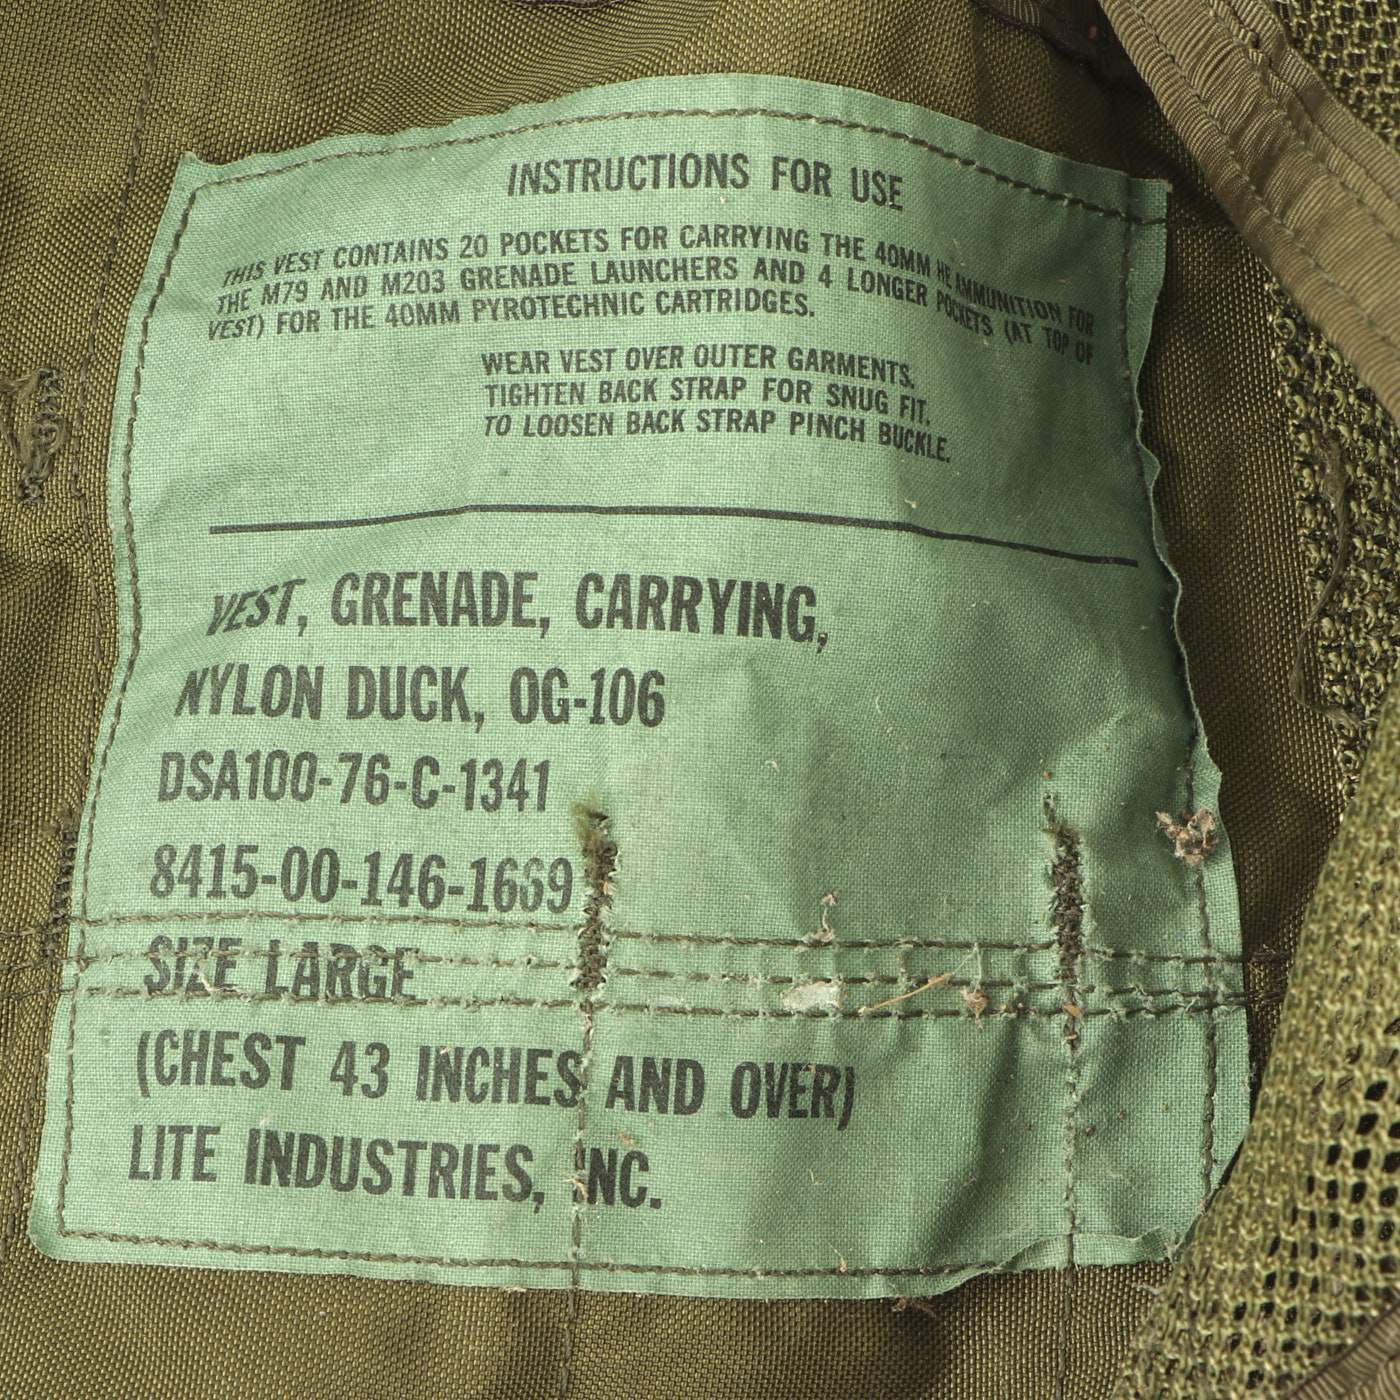 INSTRUCTIONS FOR USE
THIS VEST CONTAINS 20 POCKETS FOR CARRYING THE 40MM HE AMMUNITION FOR
THE M79 AND M203 GRENADE LAUNCHERS AND 4 LONGER POCKETS (AT TOP OF
VEST) FOR THE 40MM PYROTECHNIC CARTRIDGES.
WEAR VEST OVER OUTER GARMENTS.
TIGHTEN BACK STRAP FOR SNUG FIT.
TO LOOSEN BACK STRAP PINCH BUCKLE.
VEST, GRENADE, CARRYING,
NYLON DUCK, OG-106
DSA100-76-C-1341
8415-00-146-1669
SIZE LARGE
(CHEST 43 INCHES AND OVER)
LITE INDUSTRIES, INC.